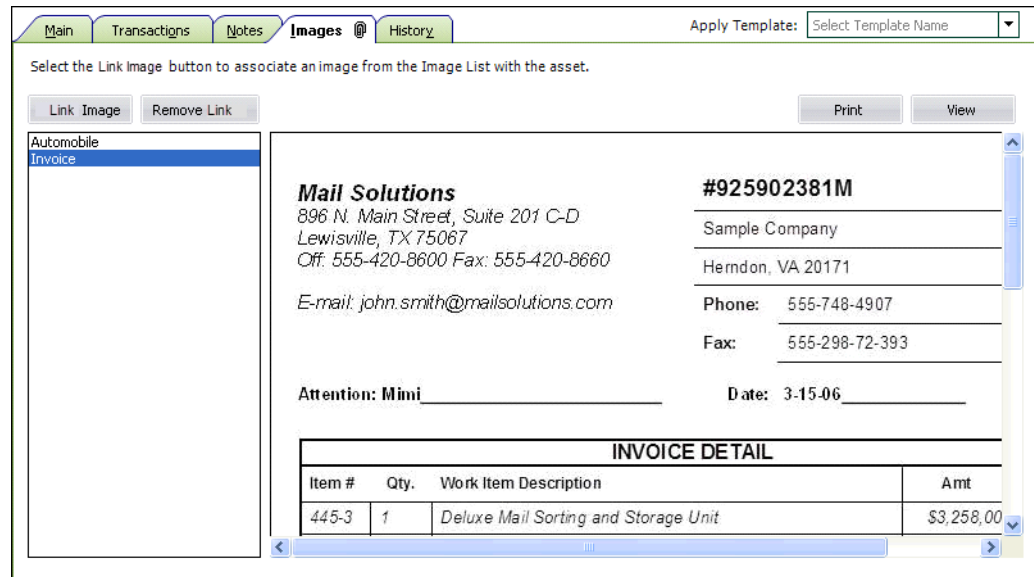 Main Transactions Notes Images History Apply Template: Select Template Name
Select the Link Image button to associate an image from the Image List with the asset.
Link Image Remove Link Print View
Automobile
Invoice
Mail Solutions
896 N. Main Street, Suite 201 C-D
Lewisville, TX 75067
Off: 555-420-8600 Fax: 555-420-8660
E-mail: john.smith@mailsolutions.com
#925902381M
Sample Company
Herndon, VA 20171
Phone: 555-748-4907
Fax: 555-298-72-393
Attention: Mimi Date: 3-15-06
INVOICE DETAIL
Item # Qty. Work Item Description Amt
445-3 1 Deluxe Mail Sorting and Storage Unit $3,258,00